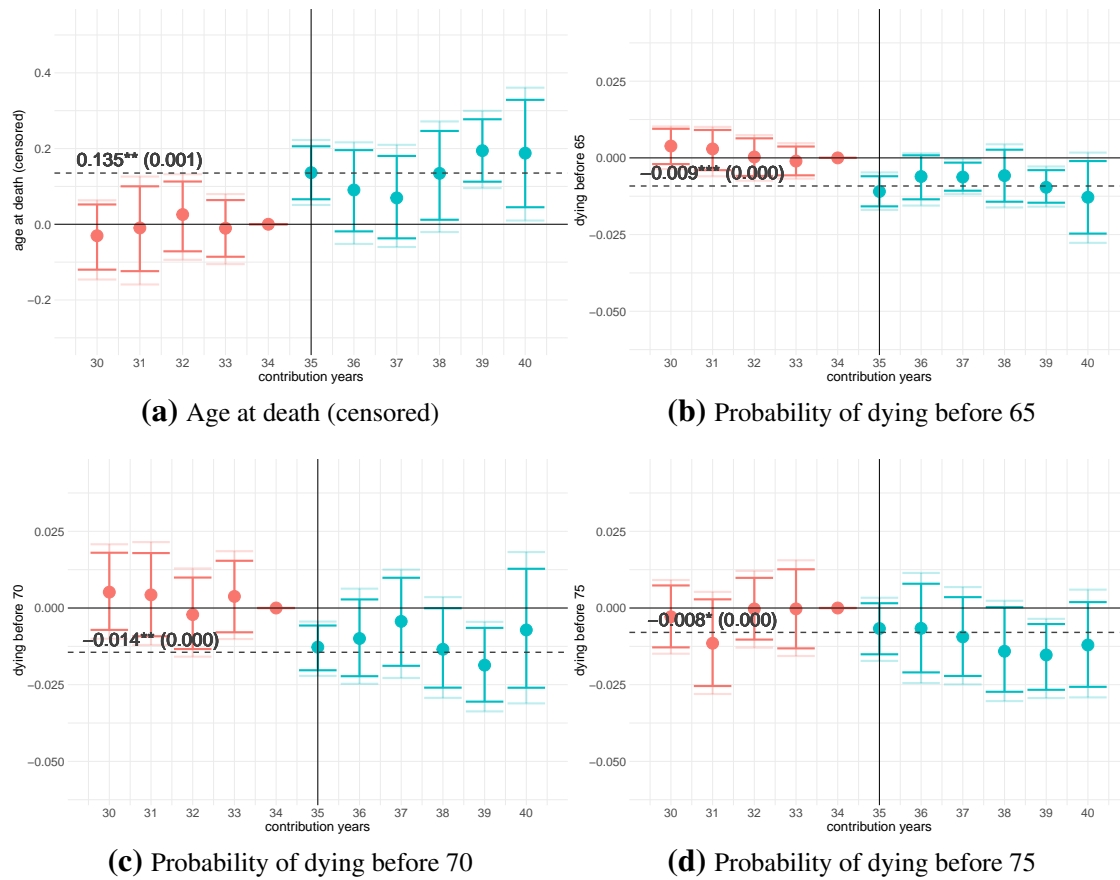 0.4
0.2
0.0
−0.2
age at death (censored)
0.135** (0.001)
30 31 32 33 34 35 36 37 38 39 40
contribution years
(a) Age at death (censored)
0.025
0.000
−0.025
−0.050
dying before 65
−0.009*** (0.000)
30 31 32 33 34 35 36 37 38 39 40
contribution years
(b) Probability of dying before 65
0.025
0.000
−0.025
−0.050
dying before 70
−0.014** (0.000)
30 31 32 33 34 35 36 37 38 39 40
contribution years
(c) Probability of dying before 70
0.025
0.000
−0.025
−0.050
dying before 75
−0.008* (0.000)
30 31 32 33 34 35 36 37 38 39 40
contribution years
(d) Probability of dying before 75